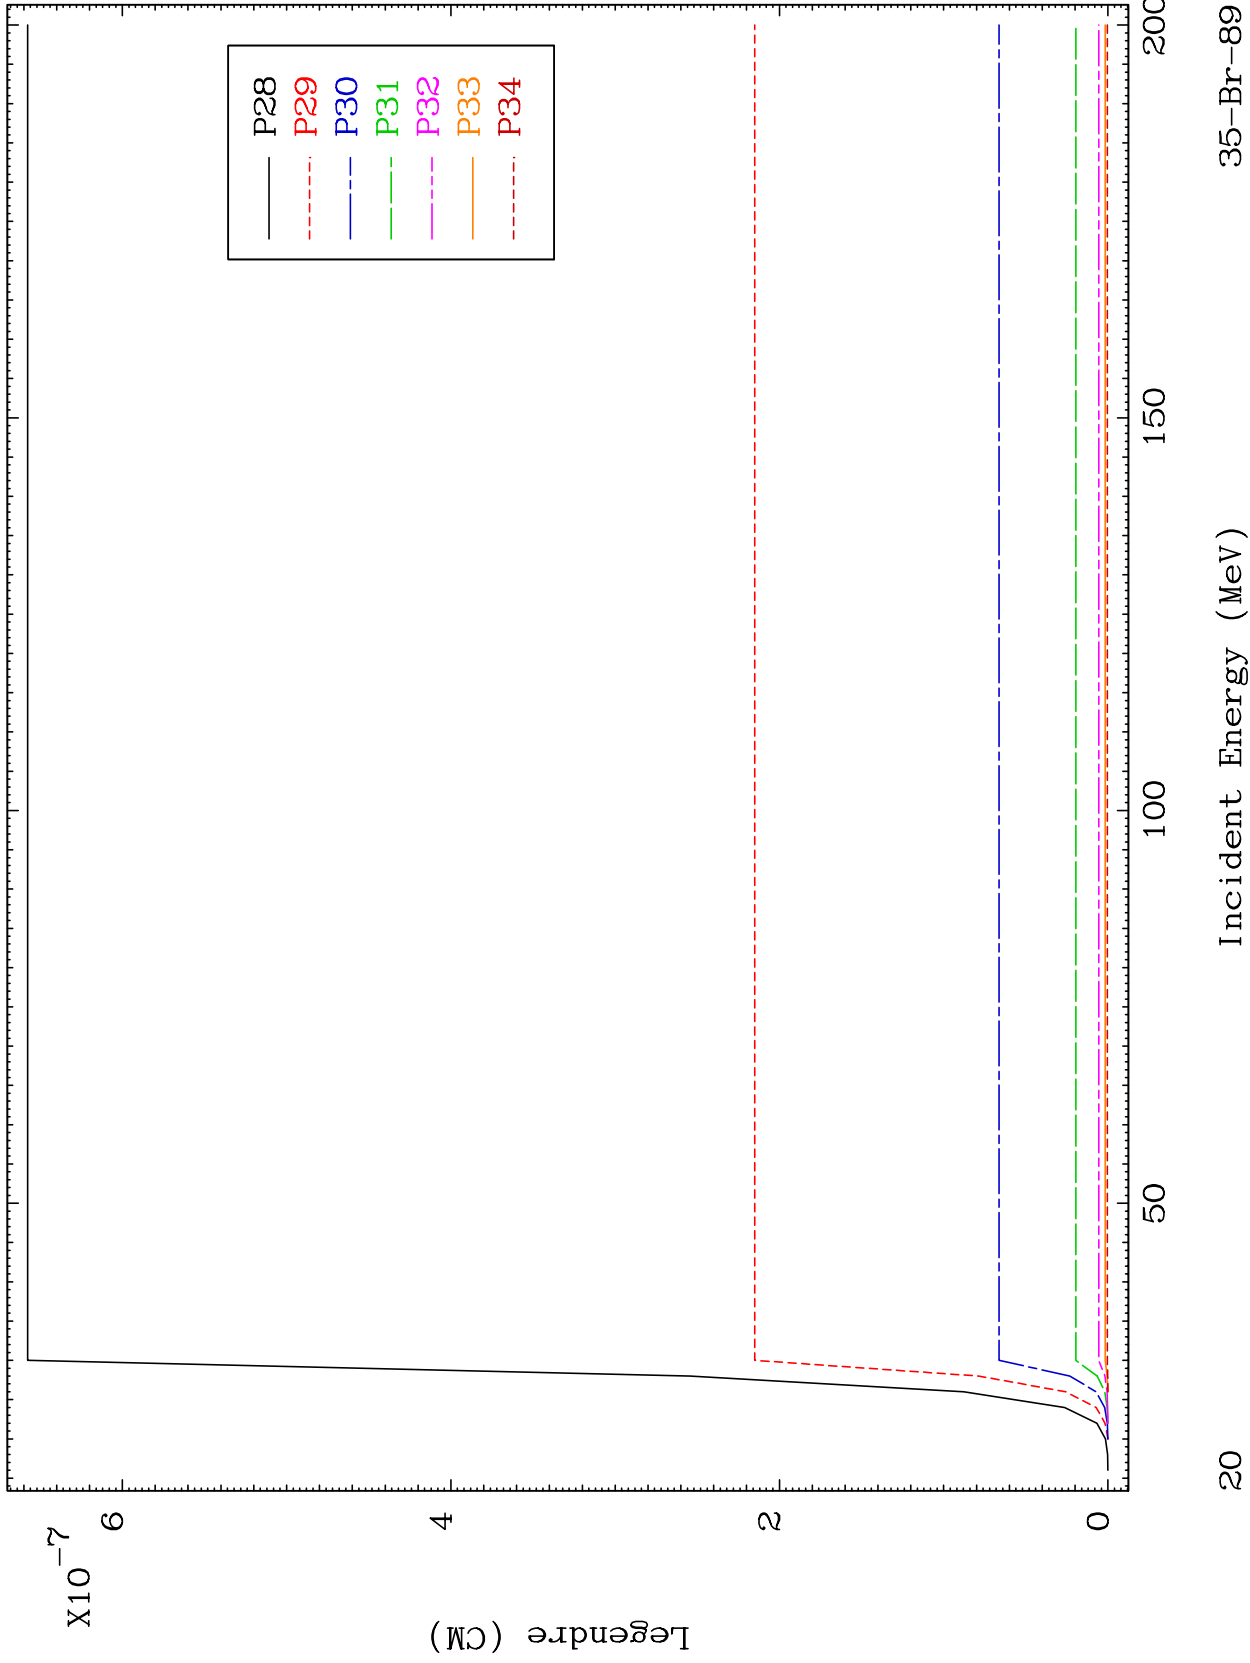 X10-7
6
4
2
0
Legendre (CM)
P28
P29
P30
P31
P32
P33
P34
50
100
150
200
Incident Energy (MeV)
20
35-Br-89